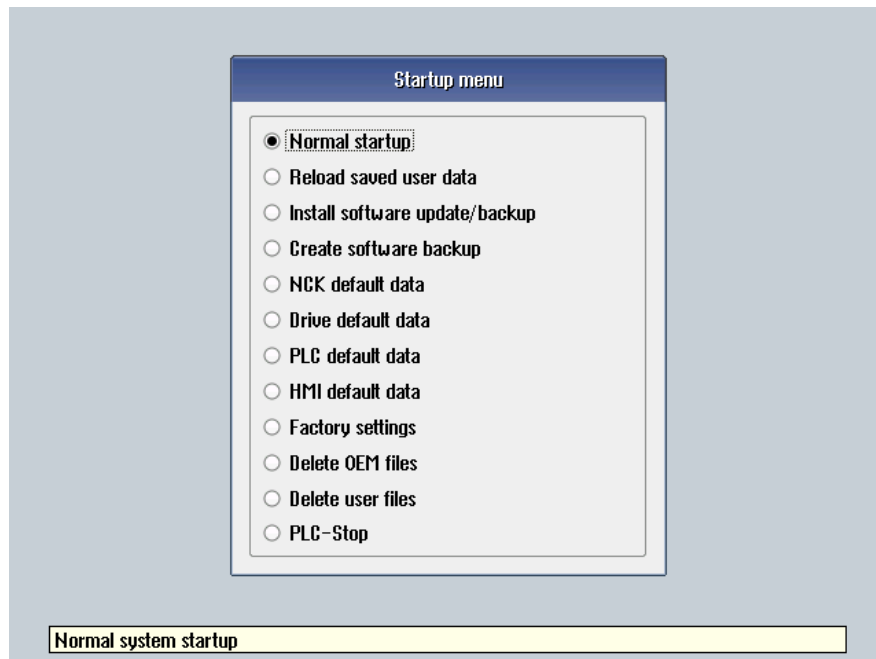 Startup menu
Normal startup
Reload saved user data
Install software update/backup
Create software backup
NCK default data
Drive default data
PLC default data
HMI default data
Factory settings
Delete OEM files
Delete user files
PLC-Stop
Normal system startup